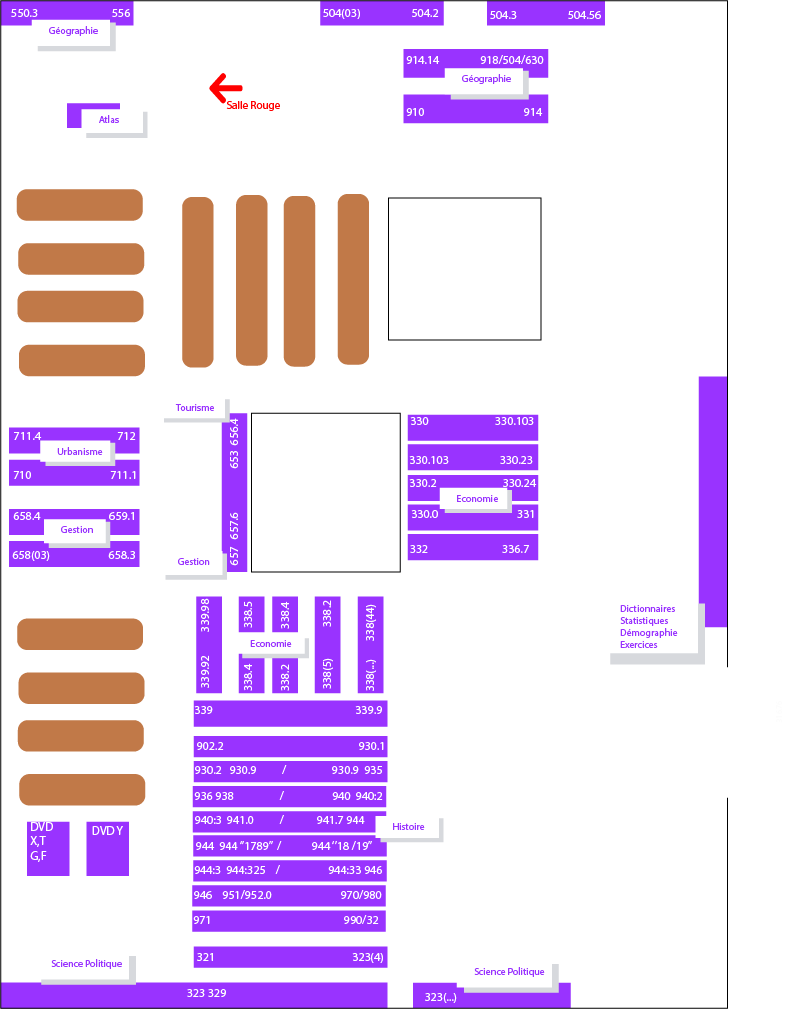 550.3 556
Géographie
504(03) 504.2
504.3 504.56
914.14 918/504/630
Géographie
910 914
Salle Rouge
Atlas
Tourisme
653 656.4
657 657.6
Gestion
711.4 712
Urbanisme
710 711.1
658.4 659.1
Gestion
658(03) 658.3
330 330.103
330.103 330.23
330.2 330.24
Economie
330.0 331
332 336.7
Dictionnaires
Statistiques
Démographie
Exercices
339.92 339.98
338.4 338.5
338.2 338.4
338(5) 338.2
338(...) 338(44)
Economie
339 339.9
902.2 930.1
930.2 930.9 / 930.9 935
936 938 / 940 940:2
940:3 941.0 / 941.7 944
Histoire
944 944 "1789" / 944 "18 /19"
944:3 944:325 / 944:33 946
946 951/952.0 970/980
971 990/32
DVD
X,T
G,F
DVD Y
321 323(4)
Science Politique
323 329
Science Politique
323(...)